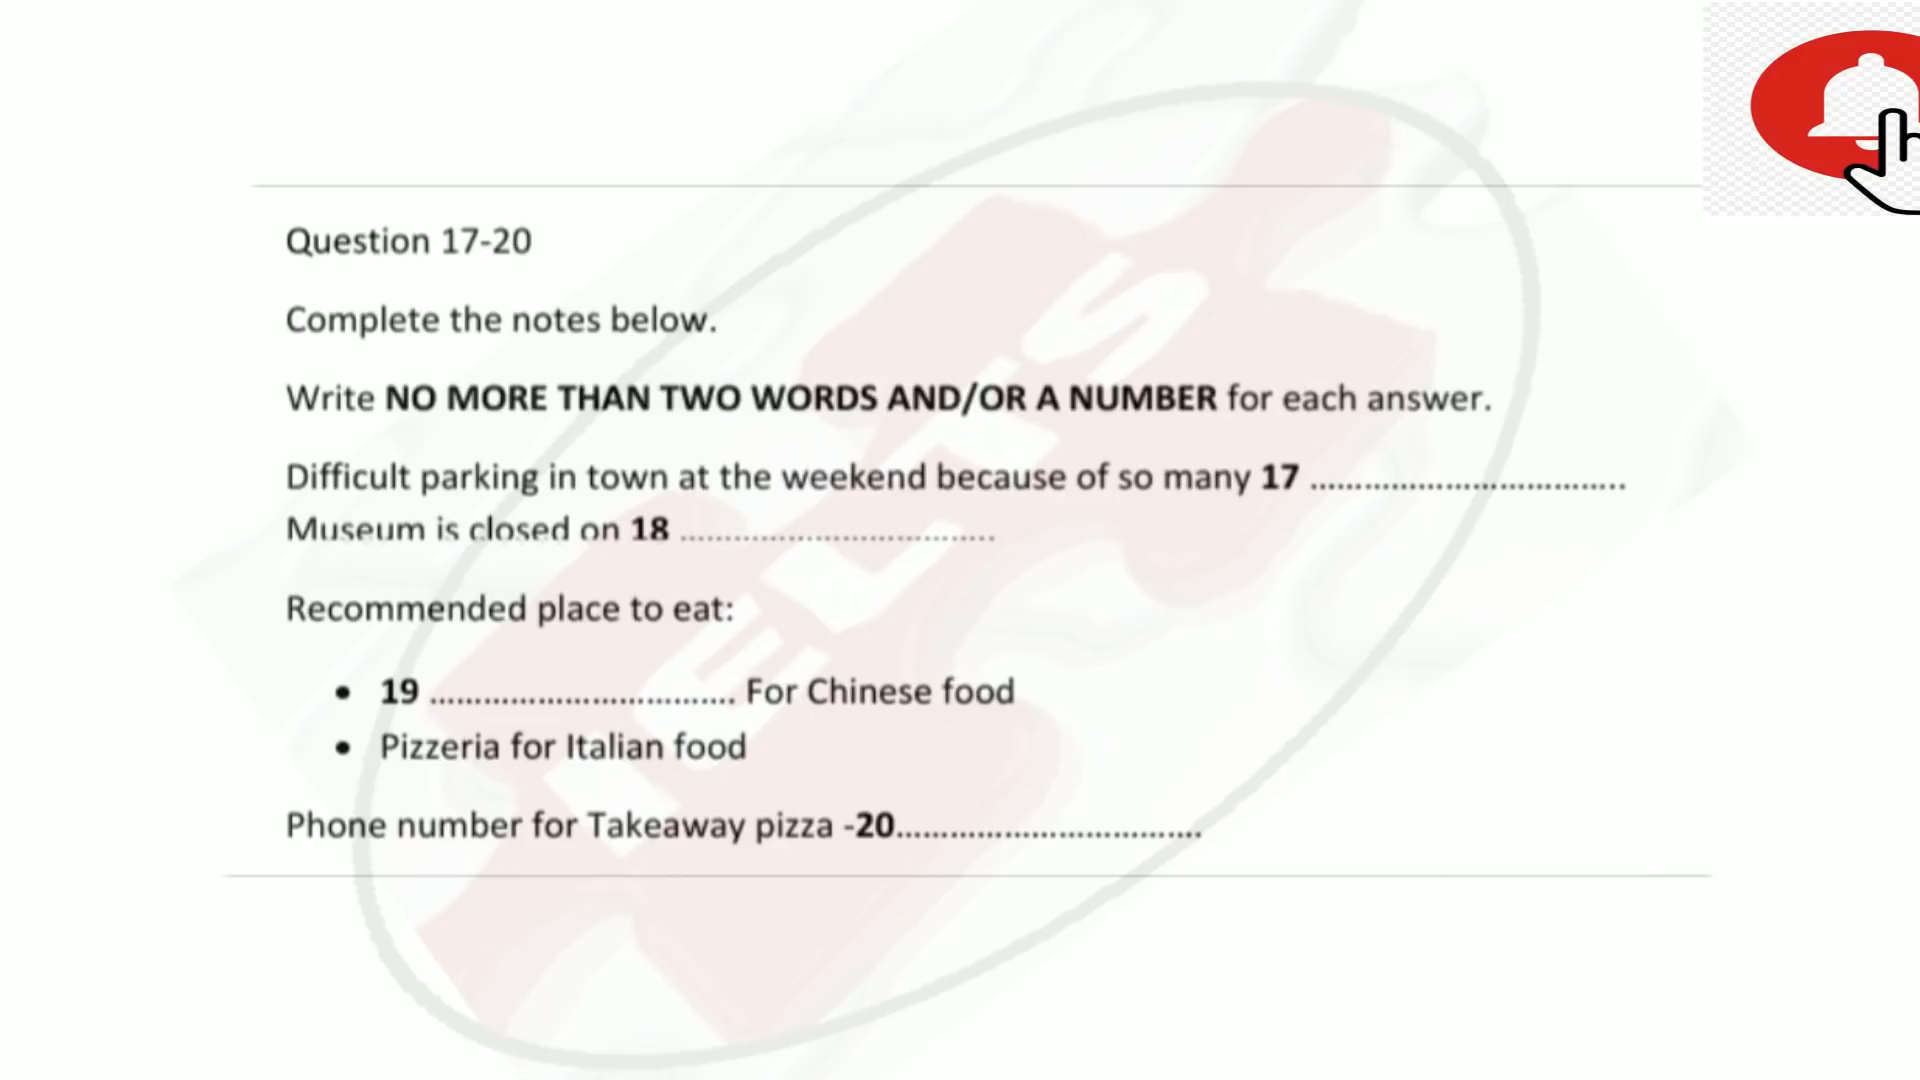 Question 17-20
Complete the notes below.
Write NO MORE THAN TWO WORDS AND/OR A NUMBER for each answer.
Difficult parking in town at the weekend because of so many 17 ...................................
Museum is closed on 18 ...................................
Recommended place to eat:
• 19 .................................. For Chinese food
• Pizzeria for Italian food
Phone number for Takeaway pizza -20..................................
IELTS